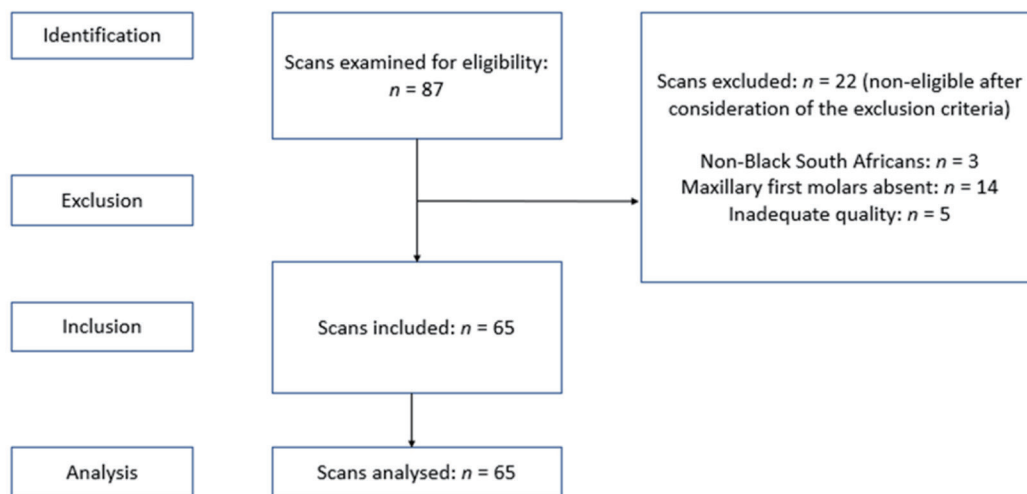 Identification
Scans examined for eligibility:
n = 87
Scans excluded: n = 22 (non-eligible after
consideration of the exclusion criteria)
Non-Black South Africans: n = 3
Maxillary first molars absent: n = 14
Inadequate quality: n = 5
Exclusion
Inclusion
Scans included: n = 65
Analysis
Scans analysed: n = 65